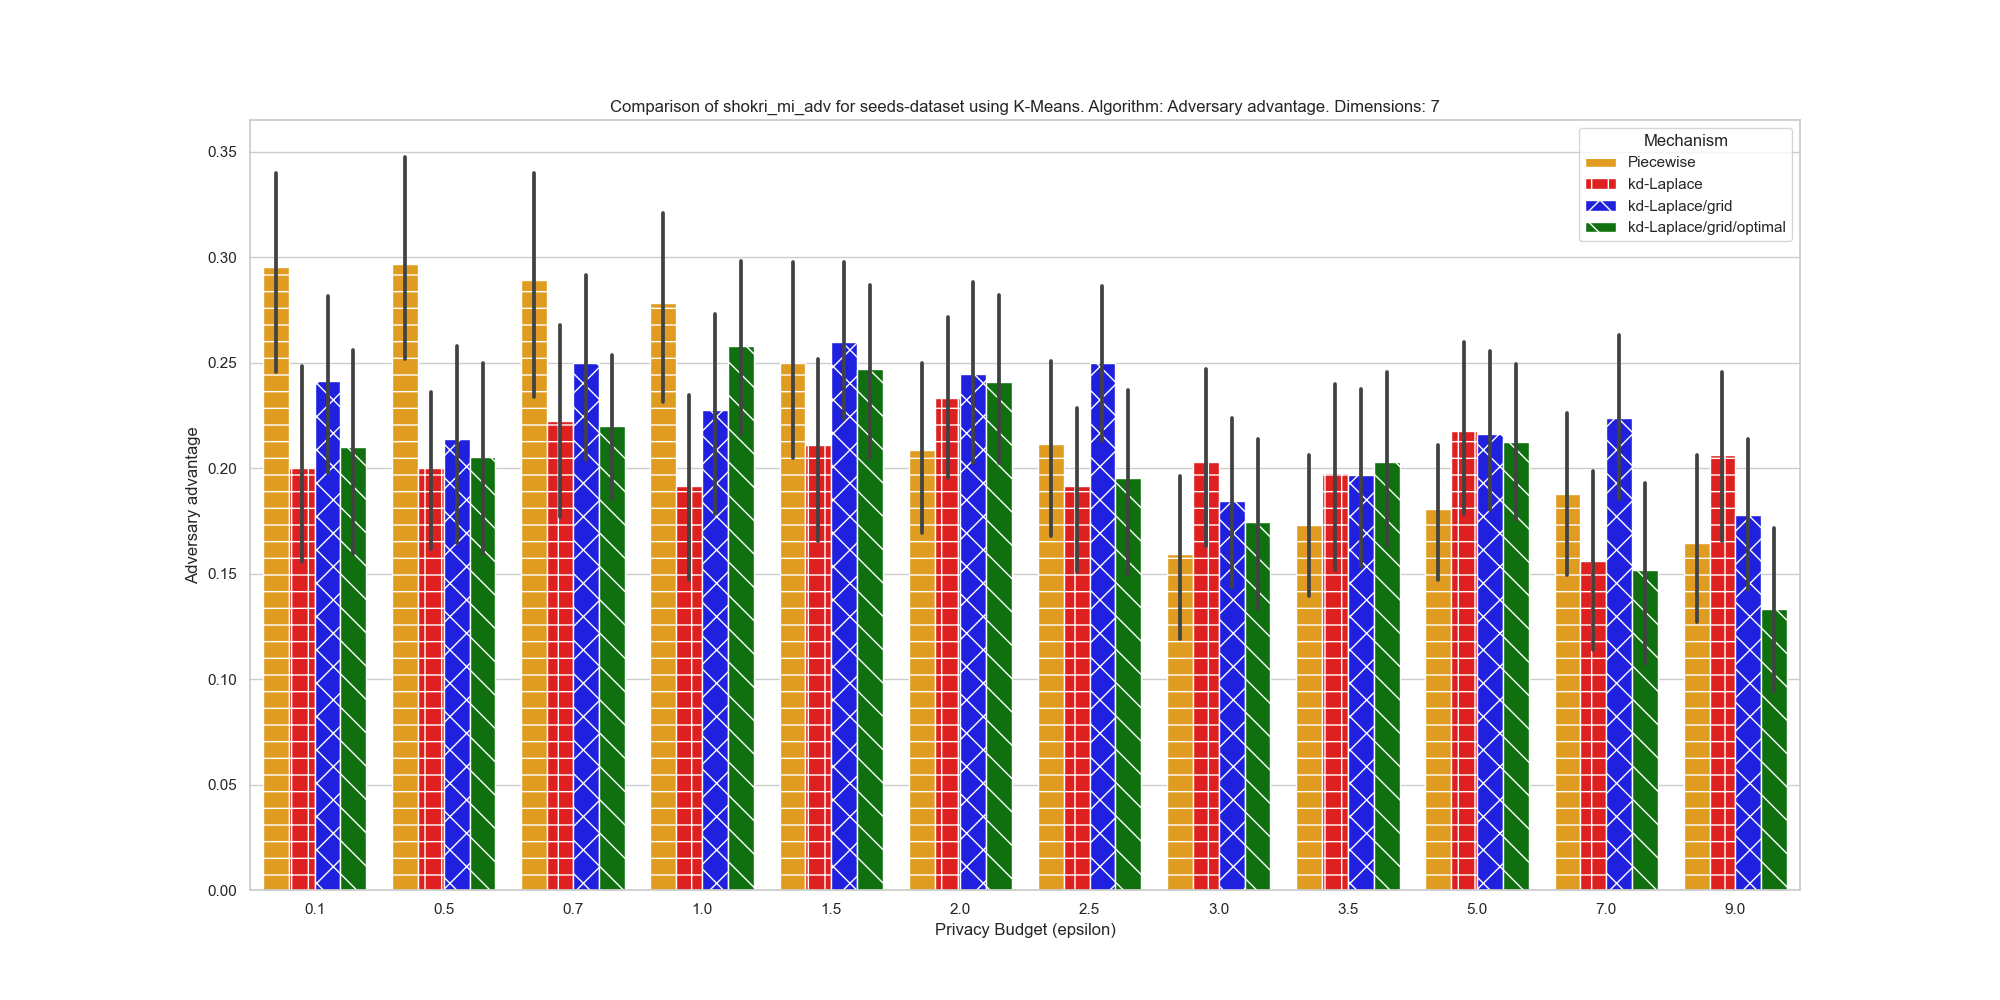 Comparison of shokri_mi_adv for seeds-dataset using K-Means. Algorithm: Adversary advantage. Dimensions: 7
Mechanism
Piecewise
kd-Laplace
kd-Laplace/grid
kd-Laplace/grid/optimal
Adversary advantage
0.35
0.30
0.25
0.20
0.15
0.10
0.05
0.00
0.1 0.5 0.7 1.0 1.5 2.0 2.5 3.0 3.5 5.0 7.0 9.0
Privacy Budget (epsilon)